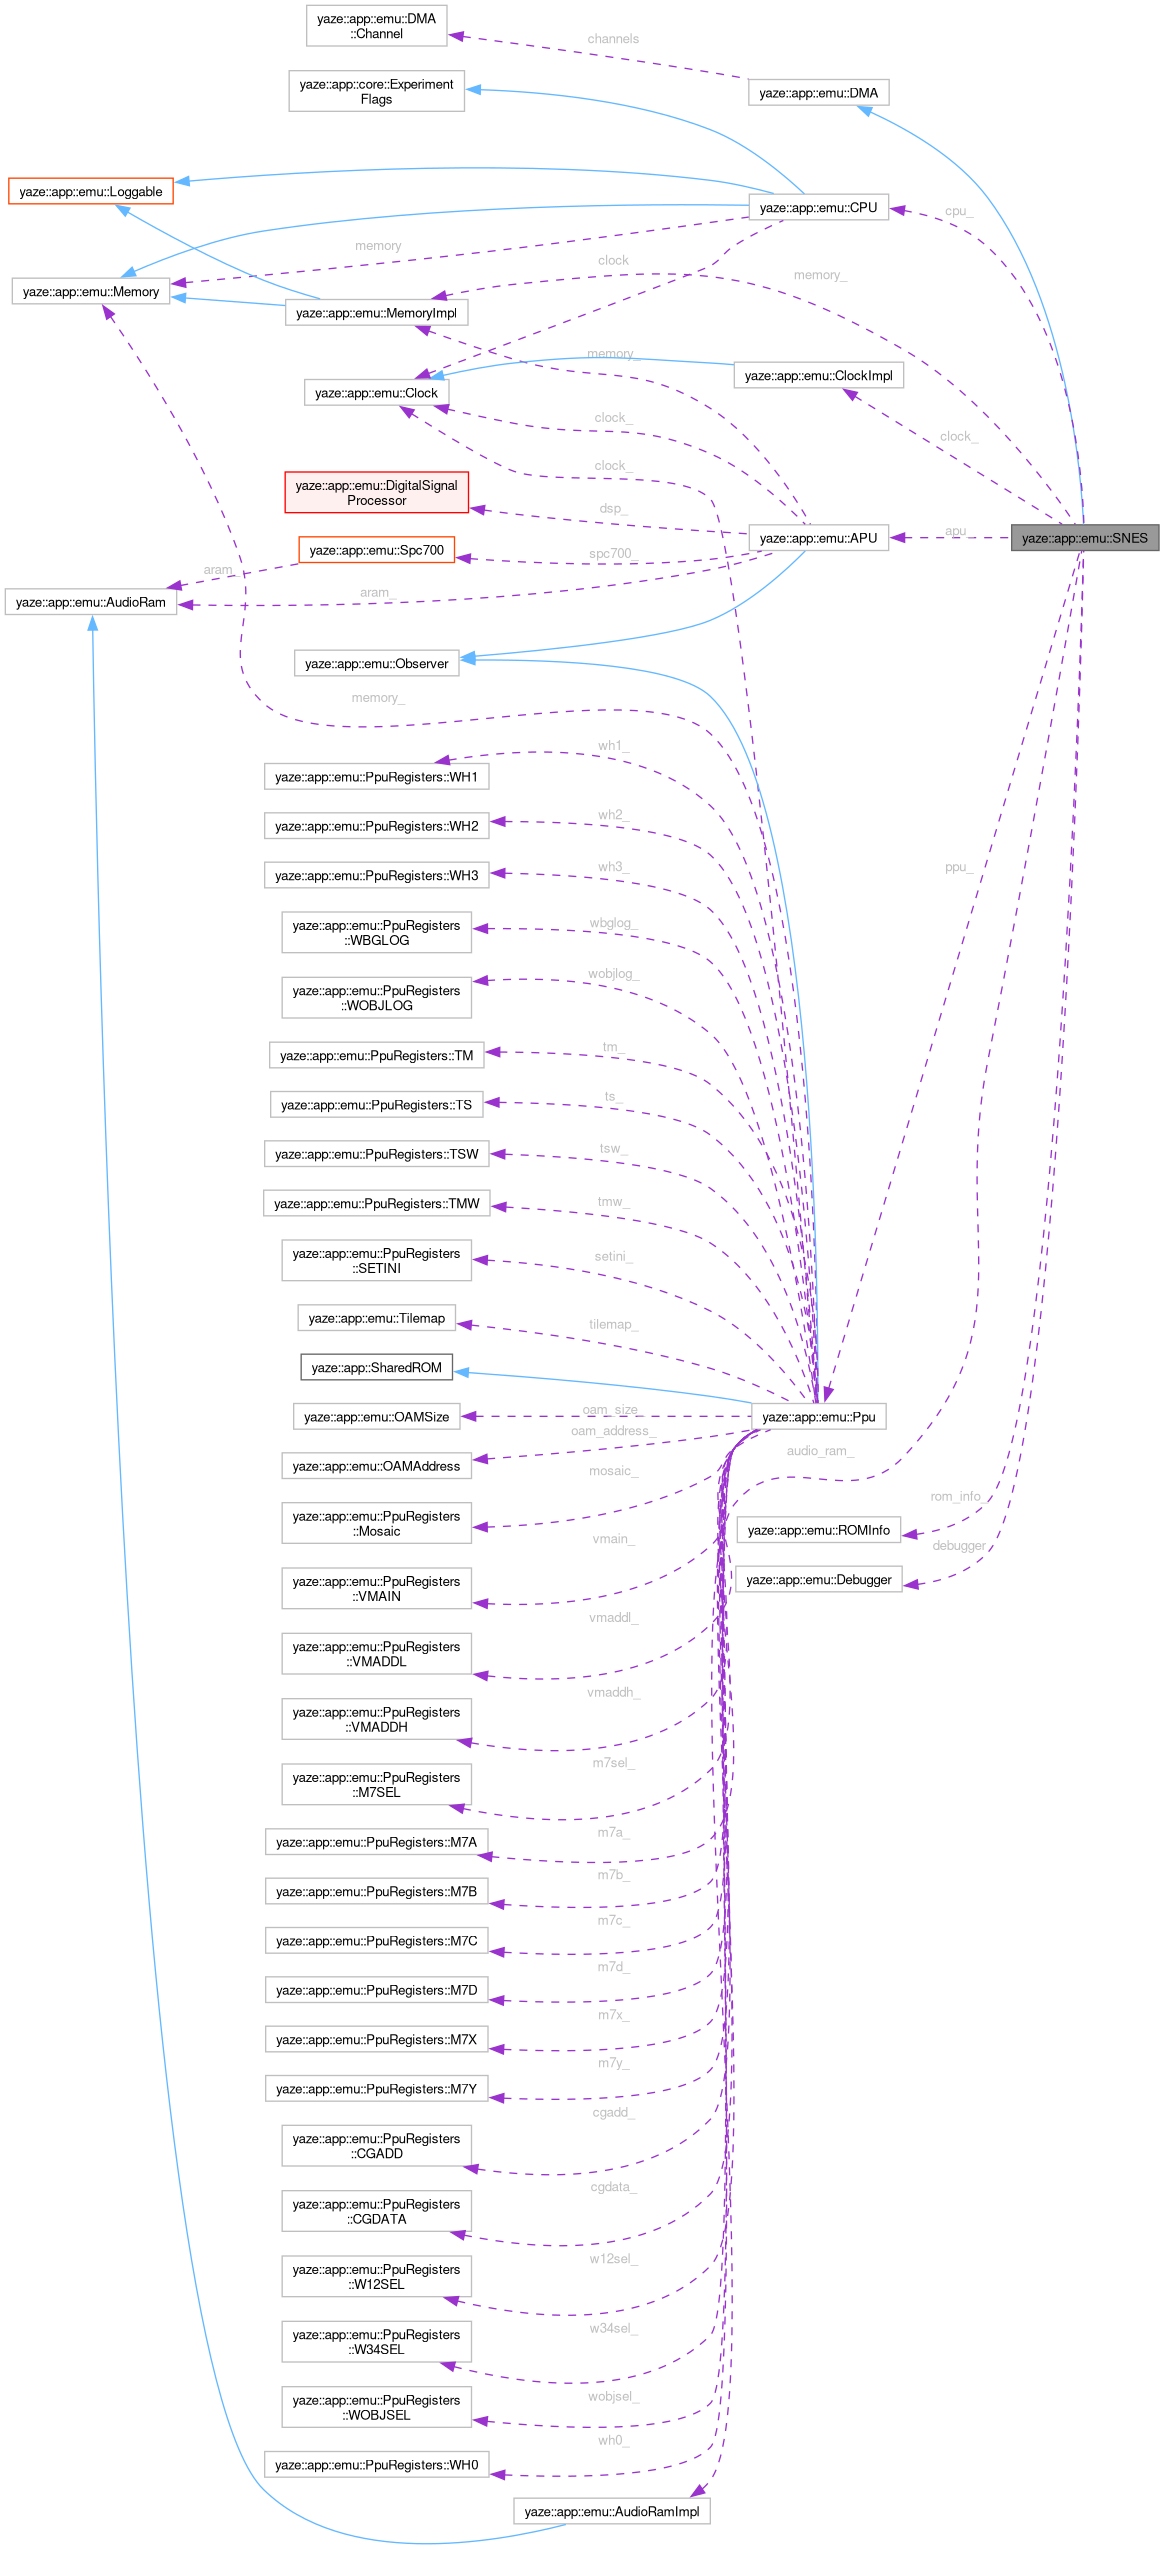 yaze::app::emu::DMA
::Channel
channels
yaze::app::core::Experiment
Flags
yaze::app::emu::DMA
yaze::app::emu::Loggable
yaze::app::emu::CPU
cpu_
memory
clock
memory_
yaze::app::emu::Memory
yaze::app::emu::MemoryImpl
memory_
yaze::app::emu::ClockImpl
yaze::app::emu::Clock
clock_
clock_
clock_
yaze::app::emu::DigitalSignal
Processor
dsp_
yaze::app::emu::APU
apu_
yaze::app::emu::SNES
yaze::app::emu::Spc700
spc700_
aram_
aram_
yaze::app::emu::AudioRam
yaze::app::emu::Observer
memory_
wh1_
yaze::app::emu::PpuRegisters::WH1
wh2_
yaze::app::emu::PpuRegisters::WH2
wh3_
yaze::app::emu::PpuRegisters::WH3
ppu_
wbglog_
yaze::app::emu::PpuRegisters
::WBGLOG
wobjlog_
yaze::app::emu::PpuRegisters
::WOBJLOG
tm_
yaze::app::emu::PpuRegisters::TM
ts_
yaze::app::emu::PpuRegisters::TS
tsw_
yaze::app::emu::PpuRegisters::TSW
tmw_
yaze::app::emu::PpuRegisters::TMW
setini_
yaze::app::emu::PpuRegisters
::SETINI
yaze::app::emu::Tilemap
tilemap_
yaze::app::SharedROM
oam_size_
yaze::app::emu::OAMSize
yaze::app::emu::Ppu
oam_address_
audio_ram_
yaze::app::emu::OAMAddress
mosaic_
rom_info_
yaze::app::emu::PpuRegisters
::Mosaic
yaze::app::emu::ROMInfo
vmain_
debugger
yaze::app::emu::PpuRegisters
::VMAIN
yaze::app::emu::Debugger
vmaddl_
yaze::app::emu::PpuRegisters
::VMADDL
vmaddh_
yaze::app::emu::PpuRegisters
::VMADDH
m7sel_
yaze::app::emu::PpuRegisters
::M7SEL
m7a_
yaze::app::emu::PpuRegisters::M7A
m7b_
yaze::app::emu::PpuRegisters::M7B
m7c_
yaze::app::emu::PpuRegisters::M7C
m7d_
yaze::app::emu::PpuRegisters::M7D
m7x_
yaze::app::emu::PpuRegisters::M7X
m7y_
yaze::app::emu::PpuRegisters::M7Y
cgadd_
yaze::app::emu::PpuRegisters
::CGADD
cgdata_
yaze::app::emu::PpuRegisters
::CGDATA
w12sel_
yaze::app::emu::PpuRegisters
::W12SEL
w34sel_
yaze::app::emu::PpuRegisters
::W34SEL
wobjsel_
yaze::app::emu::PpuRegisters
::WOBJSEL
wh0_
yaze::app::emu::PpuRegisters::WH0
yaze::app::emu::AudioRamImpl